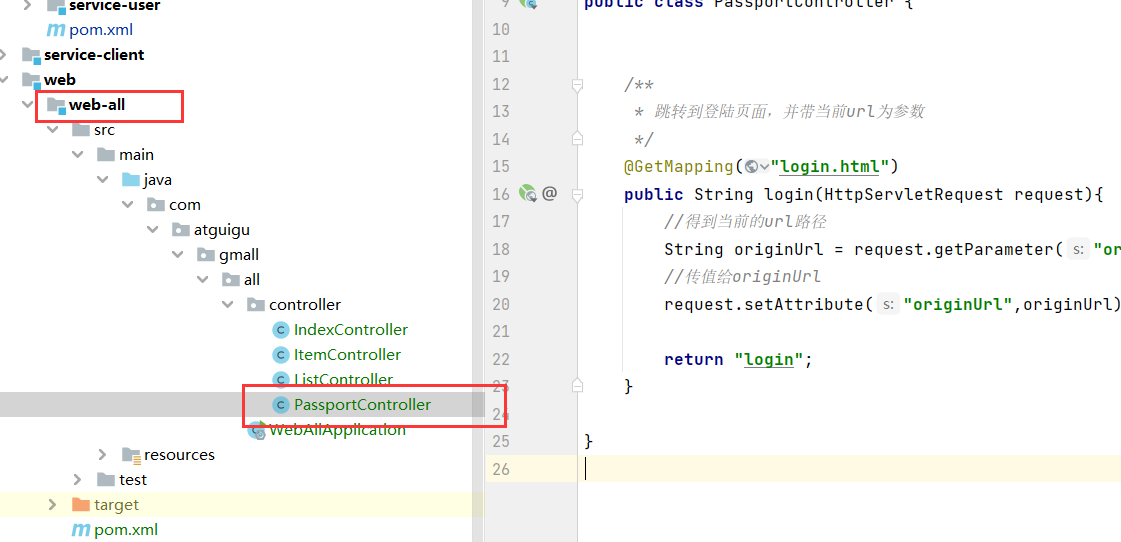 service-user
pom.xml
service-client
web
web-all
src
main
java
com
atguigu
gmall
all
controller
IndexController
ItemController
ListController
PassportController
WebAllApplication
resources
test
target
pom.xml
9 public class PassportController {
10
11
12 /**
13 * 跳转到登陆页面，并带当前url为参数
14 */
15 @GetMapping("login.html")
16 @ public String login(HttpServletRequest request){
17 //得到当前的url路径
18 String originUrl = request.getParameter( s: "or
19 //传值给originUrl
20 request.setAttribute( s: "originUrl",originUrl)
21
22 return "login";
23 }
24
25 }
26